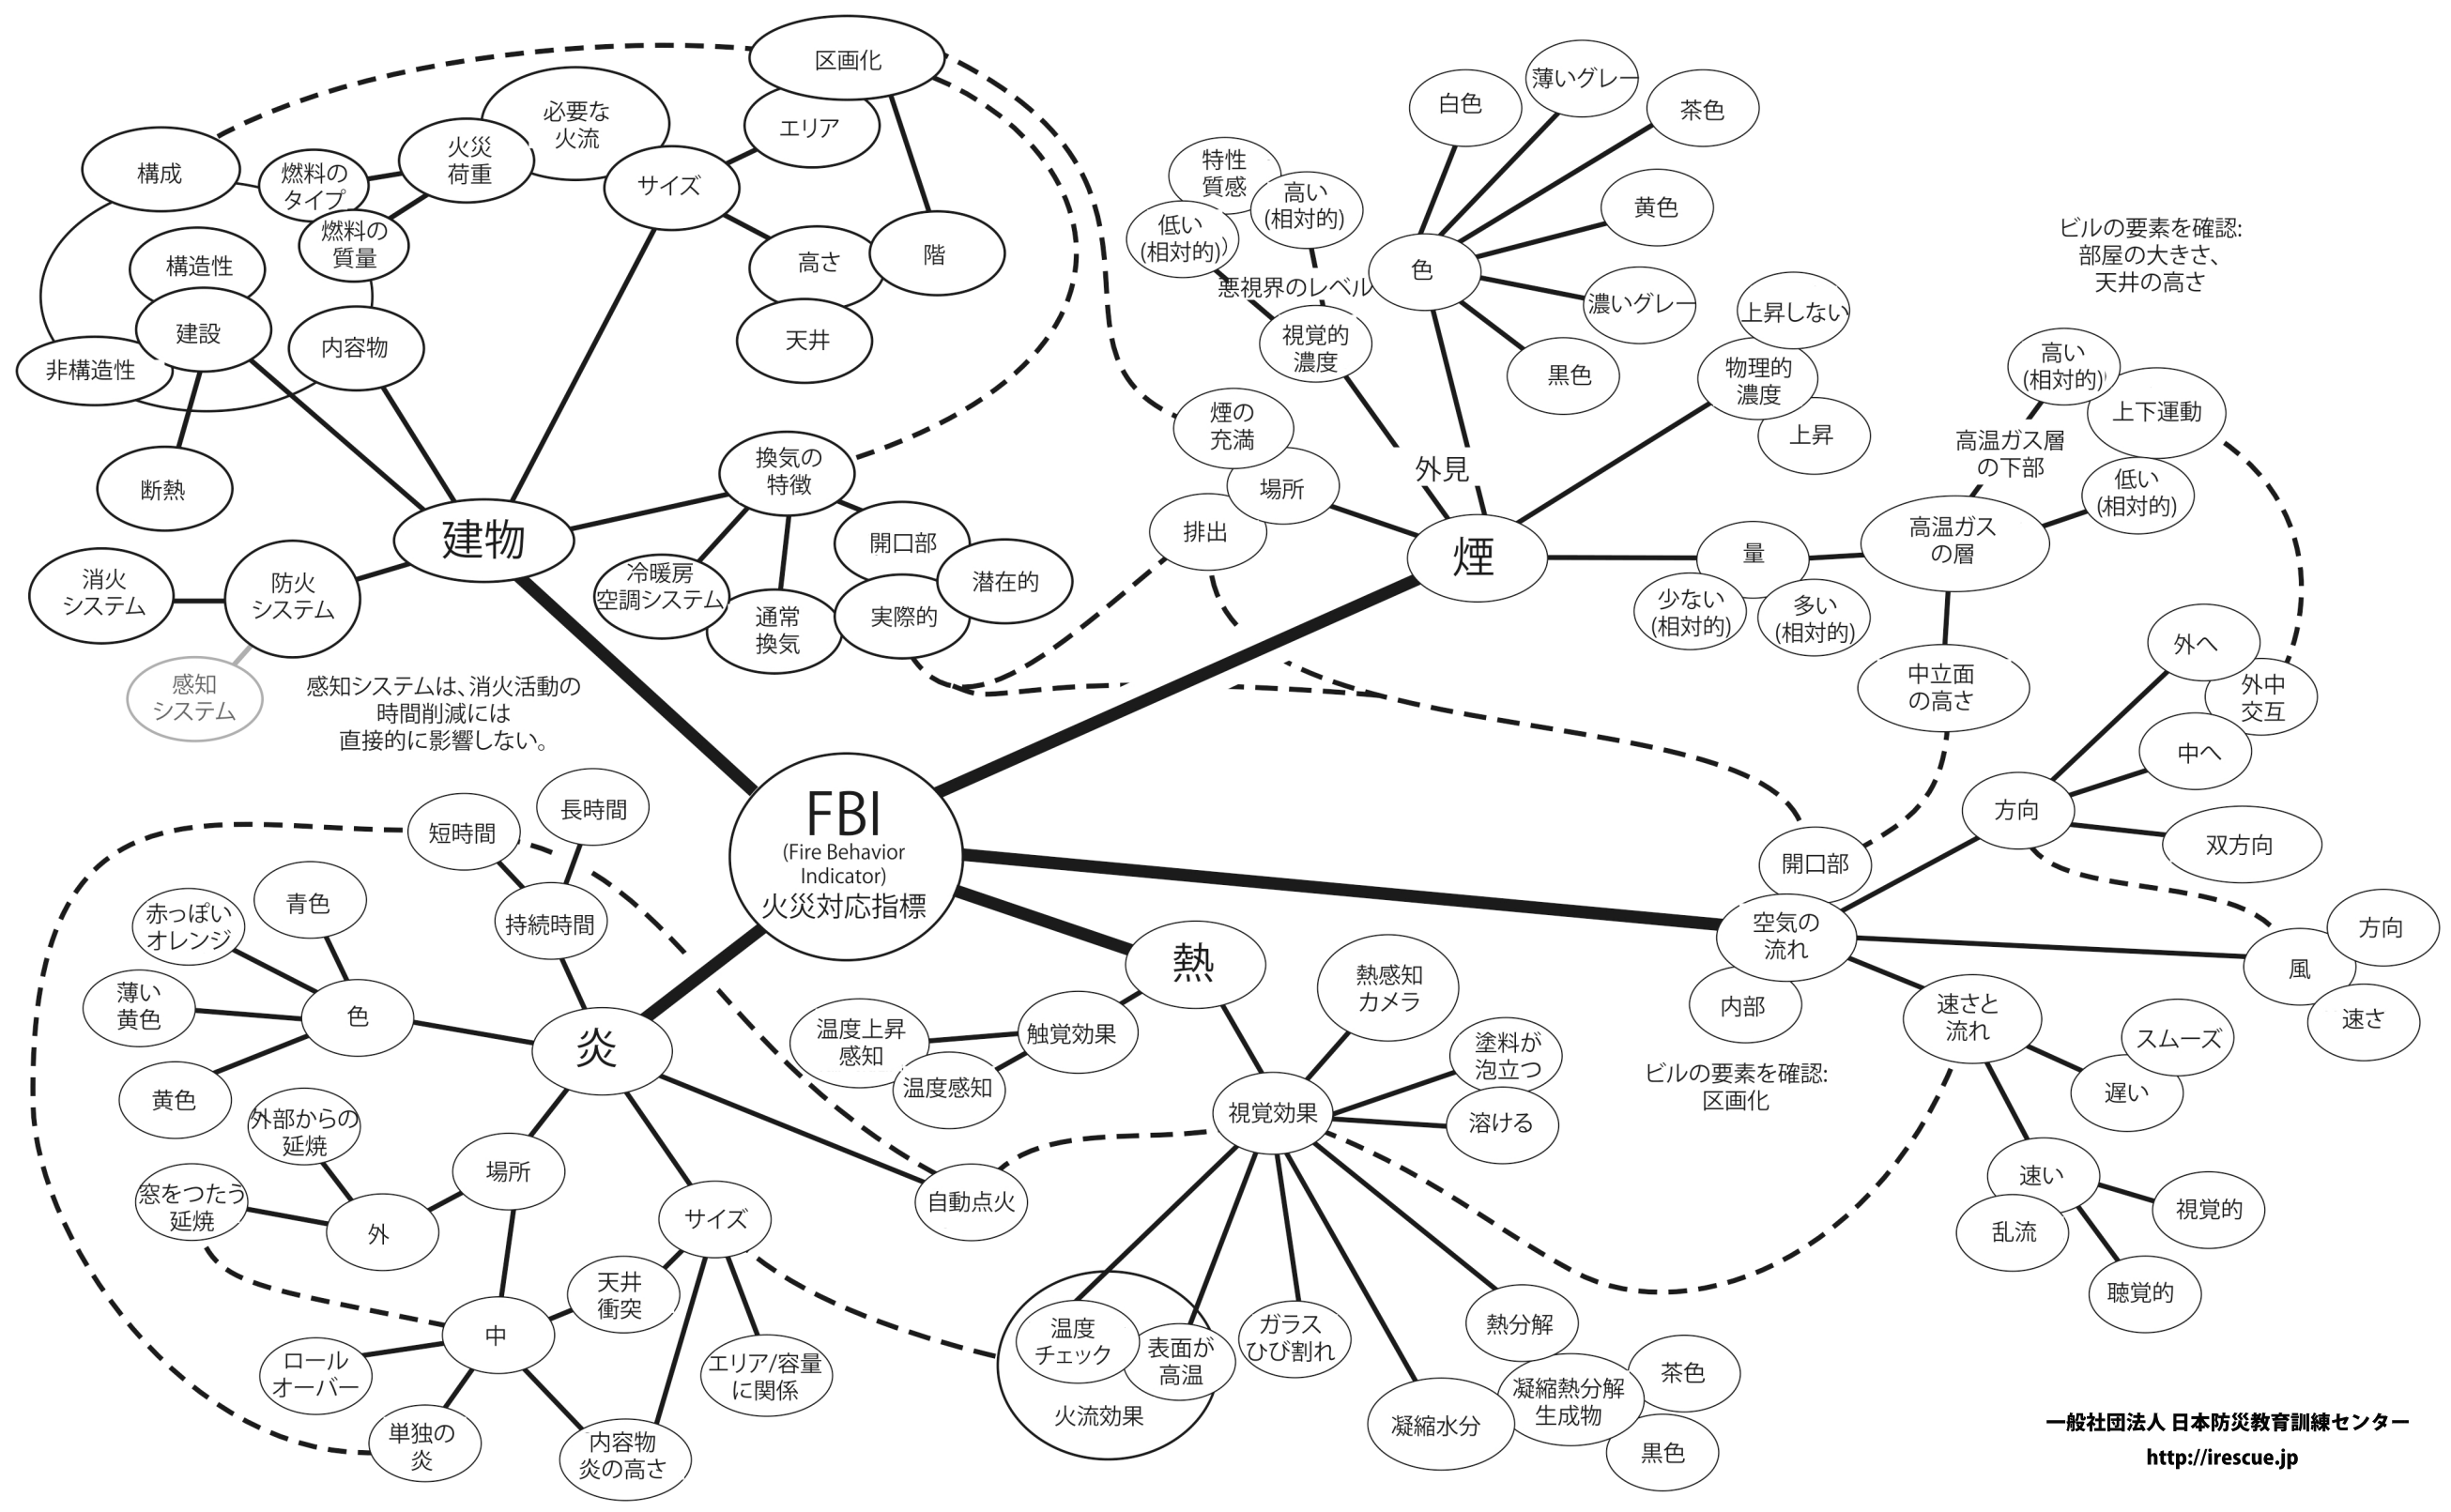 区画化
エリア
必要な
火流
火災
荷重
燃料の
タイプ
燃料の
質量
構成
サイズ
高さ
階
天井
構造性
建設
非構造性
内容物
断熱
建物
換気の
特徴
開口部
潜在的
実際的
通常
換気
冷暖房
空調システム
消火
システム
防火
システム
感知
システム
感知システムは、消火活動の
時間削減には
直接的に影響しない。
白色
薄いグレー
茶色
黄色
濃いグレー
黒色
色
特性
質感
高い
(相対的)
低い
(相対的)
悪視界のレベル
視覚的
濃度
外見
煙の
充満
場所
排出
煙
上昇しない
物理的
濃度
上昇
ビルの要素を確認:
部屋の大きさ、
天井の高さ
高い
(相対的)
上下運動
高温ガス層
の下部
低い
(相対的)
高温ガス
の層
量
少ない
(相対的)
多い
(相対的)
中立面
の高さ
外へ
外中
交互
中へ
方向
双方向
開口部
空気の
流れ
内部
風
方向
速さ
速さと
流れ
スムーズ
遅い
速い
乱流
視覚的
聴覚的
ビルの要素を確認:
区画化
FBI
(Fire Behavior
Indicator)
火災対応指標
熱
触覚効果
温度上昇
感知
温度感知
熱感知
カメラ
視覚効果
塗料が
泡立つ
溶ける
自動点火
温度
チェック
表面が
高温
火流効果
ガラス
ひび割れ
凝縮水分
熱分解
凝縮熱分解
生成物
茶色
黒色
炎
持続時間
長時間
短時間
色
青色
赤っぽい
オレンジ
薄い
黄色
黄色
場所
外
外部からの
延焼
窓をつたう
延焼
中
ロール
オーバー
単独の
炎
内容物
炎の高さ
天井
衝突
サイズ
エリア/容量
に関係
一般社団法人 日本防災教育訓練センター
http://irescue.jp